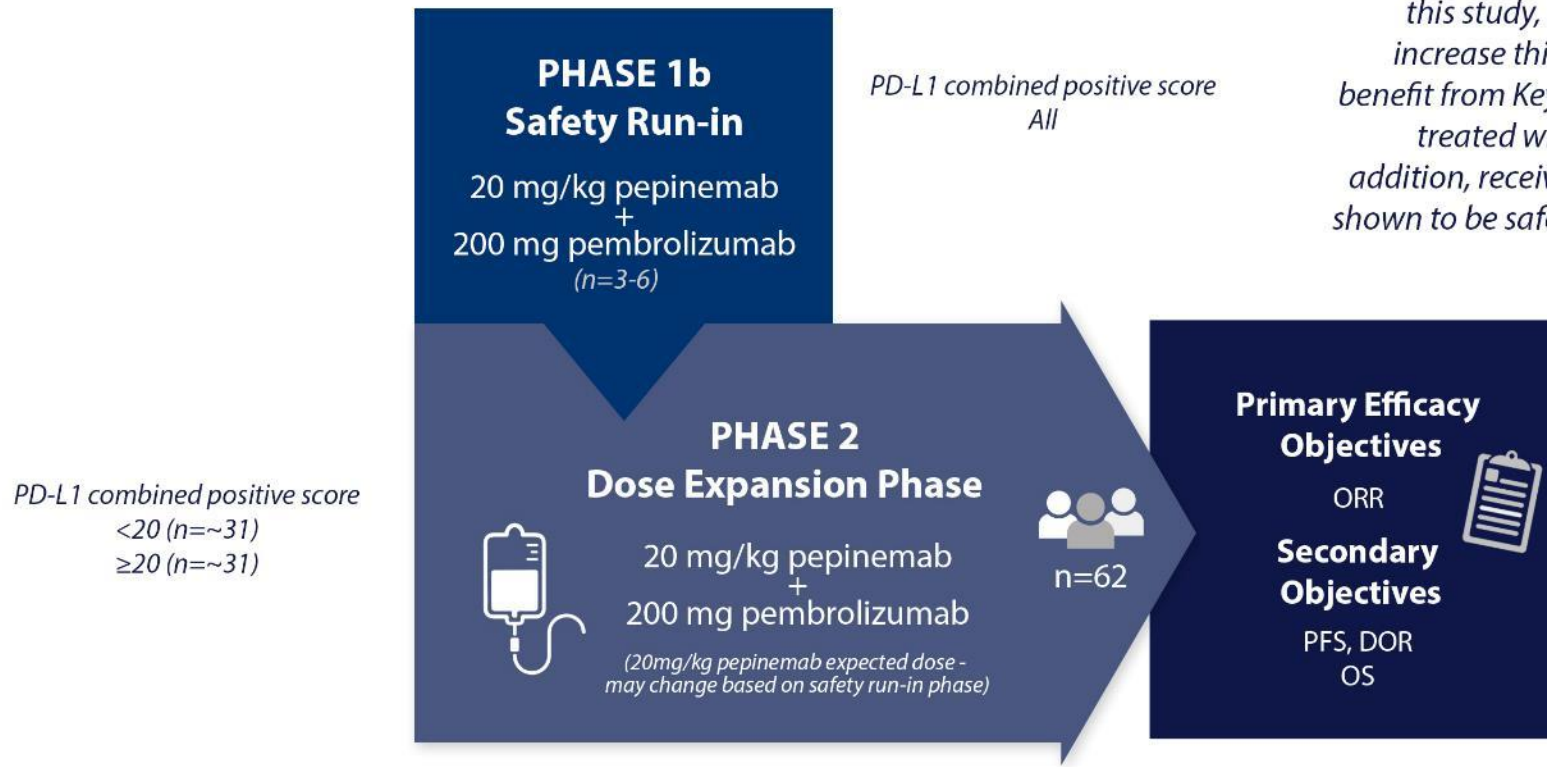 PHASE 1b
Safety Run-in
20 mg/kg pepinemab
+
200 mg pembrolizumab
(n=3-6)
PD-L1 combined positive score
All
this study,
increase thi
benefit from Key
treated w
addition, receiv
shown to be safe
PD-L1 combined positive score
<20 (n=~31)
≥20 (n=~31)
PHASE 2
Dose Expansion Phase
20 mg/kg pepinemab
+
200 mg pembrolizumab
(20mg/kg pepinemab expected dose -
may change based on safety run-in phase)
n=62
Primary Efficacy
Objectives
ORR
Secondary
Objectives
PFS, DOR
OS